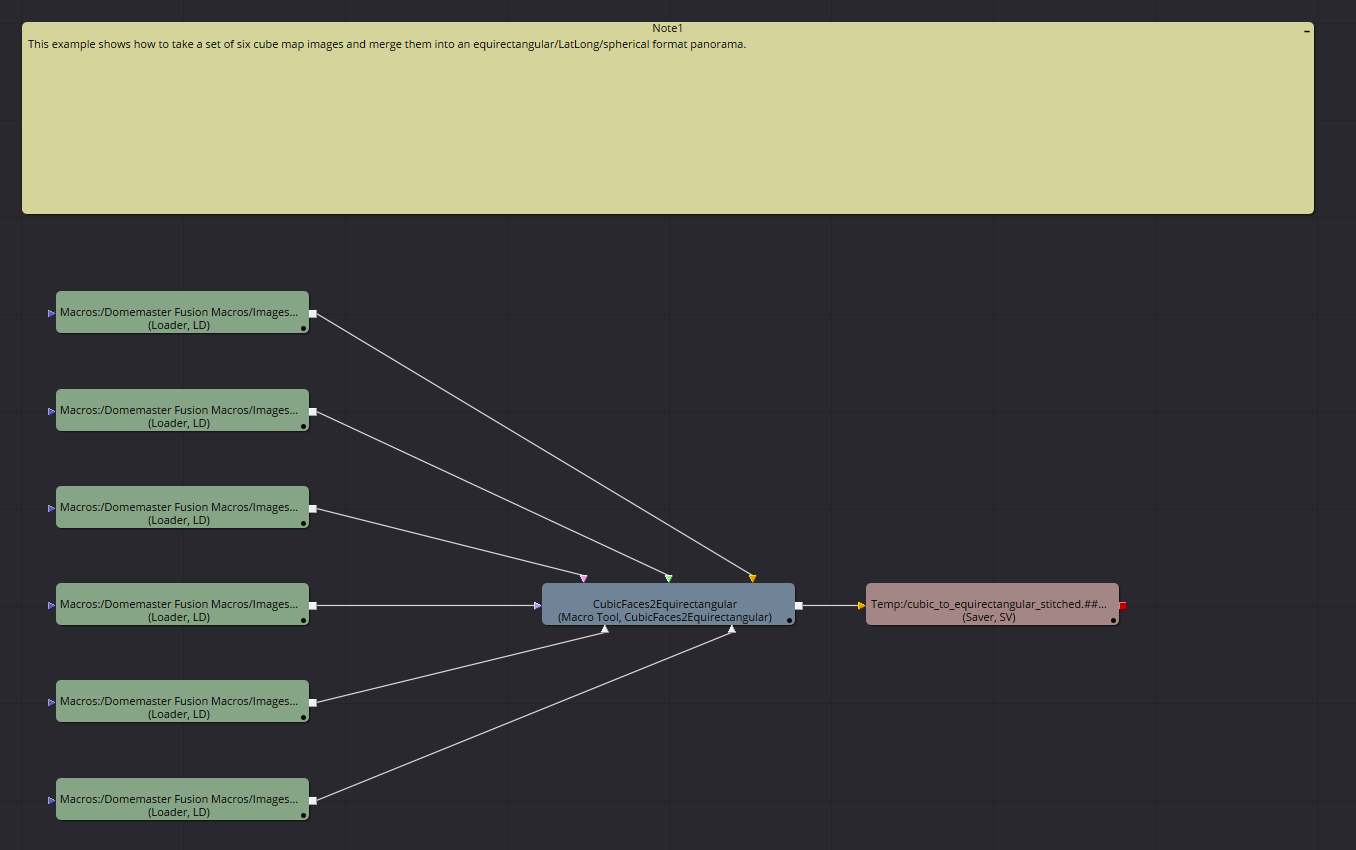 Note1
This example shows how to take a set of six cube map images and merge them into an equirectangular/LatLong/spherical format panorama.
Macros:/Domemaster Fusion Macros/Images...
(Loader, LD)
Macros:/Domemaster Fusion Macros/Images...
(Loader, LD)
Macros:/Domemaster Fusion Macros/Images...
(Loader, LD)
Macros:/Domemaster Fusion Macros/Images...
(Loader, LD)
CubicFaces2Equirectangular
(Macro Tool, CubicFaces2Equirectangular)
Temp:/cubic_to_equirectangular_stitched.##...
(Saver, SV)
Macros:/Domemaster Fusion Macros/Images...
(Loader, LD)
Macros:/Domemaster Fusion Macros/Images...
(Loader, LD)